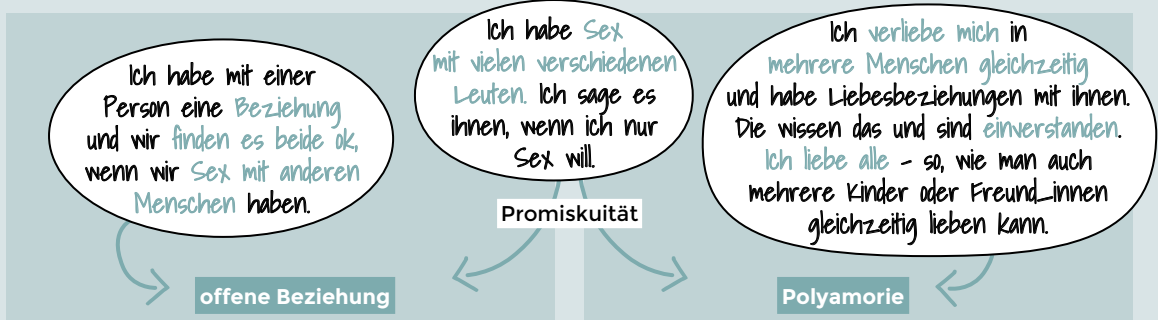 Ich habe mit einer
Person eine Beziehung
und wir finden es beide ok,
wenn wir Sex mit anderen
Menschen haben.
Ich habe Sex
mit vielen verschiedenen
Leuten. Ich sage es
ihnen, wenn ich nur
Sex will.
Ich verliebe mich in
mehrere Menschen gleichzeitig
und habe Liebesbeziehungen mit ihnen.
Die wissen das und sind einverstanden.
Ich liebe alle - so, wie man auch
mehrere Kinder oder Freund_innen
gleichzeitig lieben kann.
Promiskuität
offene Beziehung
Polyamorie